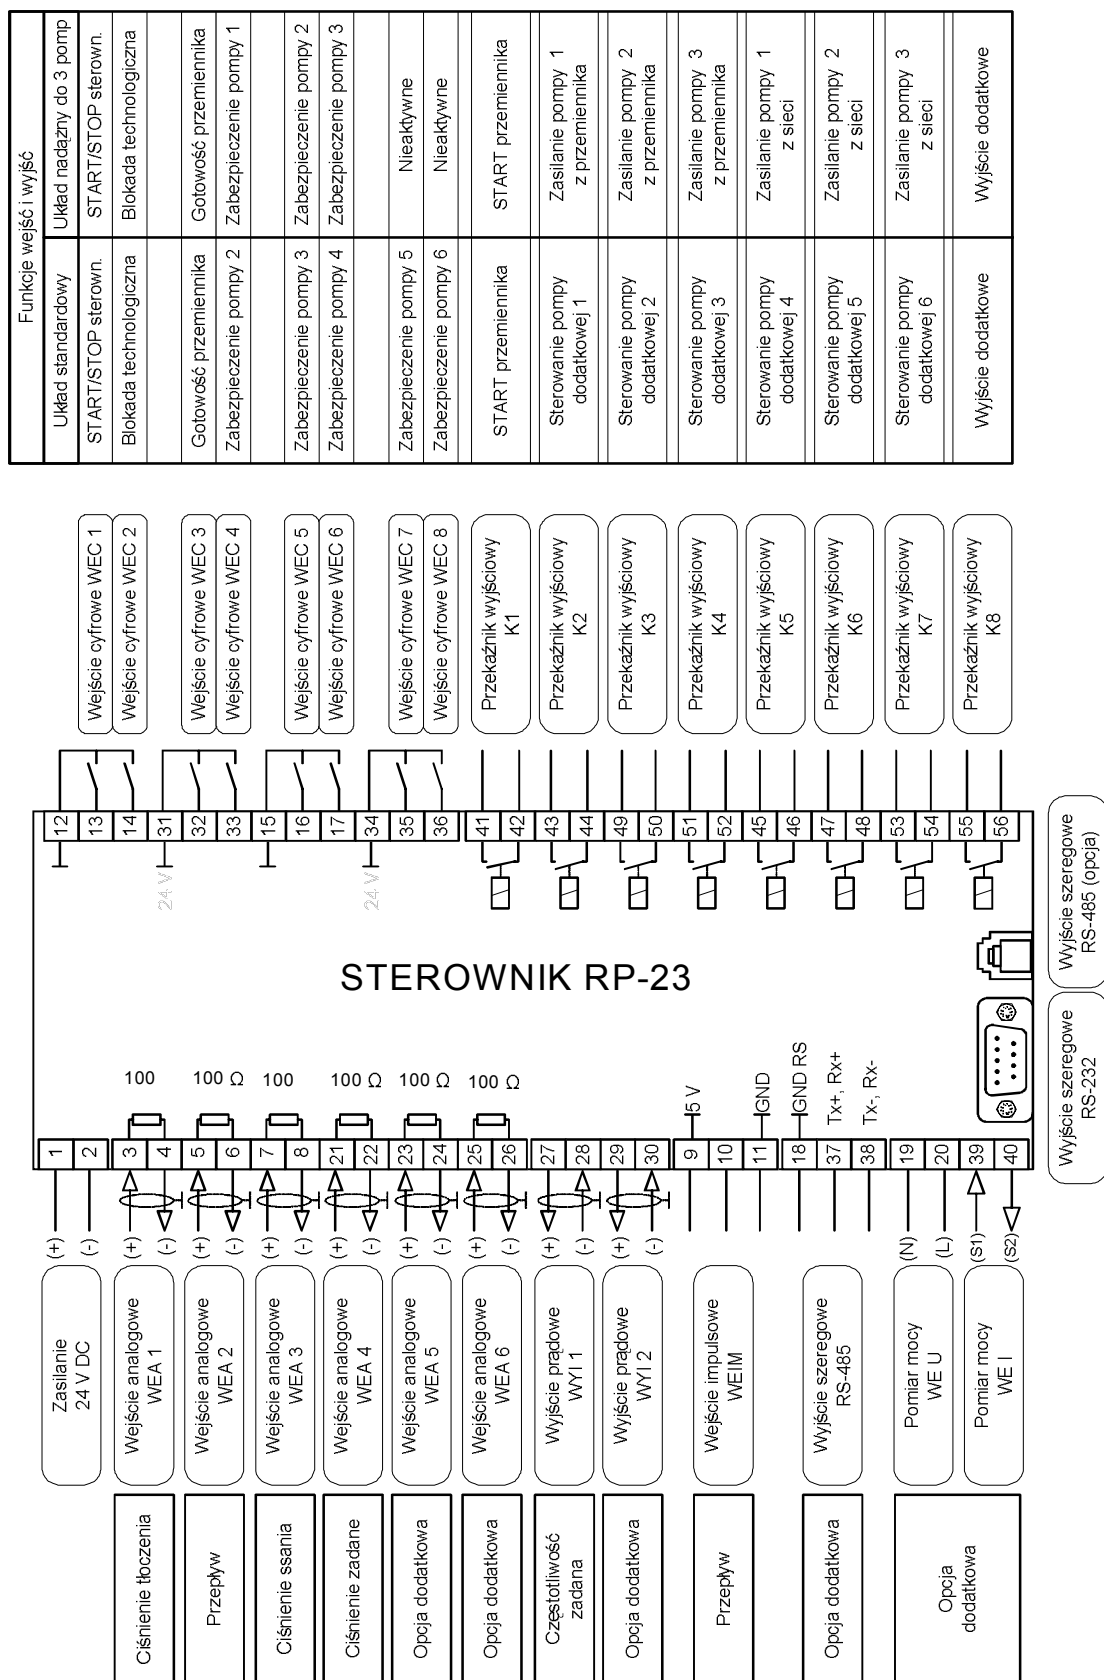 Funkcje wejść i wyjść
Układ standardowy
Układ nadążny do 3 pomp
START/STOP sterown.
START/STOP sterown.
Blokada technologiczna
Blokada technologiczna
Gotowość przemiennika
Gotowość przemiennika
Zabezpieczenie pompy 2
Zabezpieczenie pompy 1
Zabezpieczenie pompy 3
Zabezpieczenie pompy 2
Zabezpieczenie pompy 4
Zabezpieczenie pompy 3
Zabezpieczenie pompy 5
Nieaktywne
Zabezpieczenie pompy 6
Nieaktywne
START przemiennika
START przemiennika
Sterowanie pompy
dodatkowej 1
Zasilanie pompy 1
z przemiennika
Sterowanie pompy
dodatkowej 2
Zasilanie pompy 2
z przemiennika
Sterowanie pompy
dodatkowej 3
Zasilanie pompy 3
z przemiennika
Sterowanie pompy
dodatkowej 4
Zasilanie pompy 1
z sieci
Sterowanie pompy
dodatkowej 5
Zasilanie pompy 2
z sieci
Sterowanie pompy
dodatkowej 6
Zasilanie pompy 3
z sieci
Wyjście dodatkowe
Wyjście dodatkowe
Wejście cyfrowe WEC 1
Wejście cyfrowe WEC 2
Wejście cyfrowe WEC 3
Wejście cyfrowe WEC 4
Wejście cyfrowe WEC 5
Wejście cyfrowe WEC 6
Wejście cyfrowe WEC 7
Wejście cyfrowe WEC 8
Przekaźnik wyjściowy
K1
Przekaźnik wyjściowy
K2
Przekaźnik wyjściowy
K3
Przekaźnik wyjściowy
K4
Przekaźnik wyjściowy
K5
Przekaźnik wyjściowy
K6
Przekaźnik wyjściowy
K7
Przekaźnik wyjściowy
K8
12
13
14
31
32
33
15
16
17
34
35
36
41
42
43
44
49
50
51
52
45
46
47
48
53
54
55
56
24 V
24 V
STEROWNIK RP-23
Wyjście szeregowe
RS-485 (opcja)
Wyjście szeregowe
RS-232
100
100 Ω
100
100 Ω
100 Ω
100 Ω
5 V
GND
GND RS
Tx+, Rx+
Tx-, Rx-
1
2
3
4
5
6
7
8
21
22
23
24
25
26
27
28
29
30
9
10
11
18
37
38
19
20
39
40
(+)
(-)
(+)
(-)
(+)
(-)
(+)
(-)
(+)
(-)
(+)
(-)
(+)
(-)
(+)
(-)
(+)
(-)
(N)
(L)
(S1)
(S2)
Zasilanie
24 V DC
Wejście analogowe
WEA 1
Wejście analogowe
WEA 2
Wejście analogowe
WEA 3
Wejście analogowe
WEA 4
Wejście analogowe
WEA 5
Wejście analogowe
WEA 6
Wyjście prądowe
WYI 1
Wyjście prądowe
WYI 2
Wejście impulsowe
WEIM
Wyjście szeregowe
RS-485
Pomiar mocy
WE U
Pomiar mocy
WE I
Ciśnienie tłoczenia
Przepływ
Ciśnienie ssania
Ciśnienie zadane
Opcja dodatkowa
Opcja dodatkowa
Częstotliwość
zadana
Opcja dodatkowa
Przepływ
Opcja dodatkowa
Opcja
dodatkowa